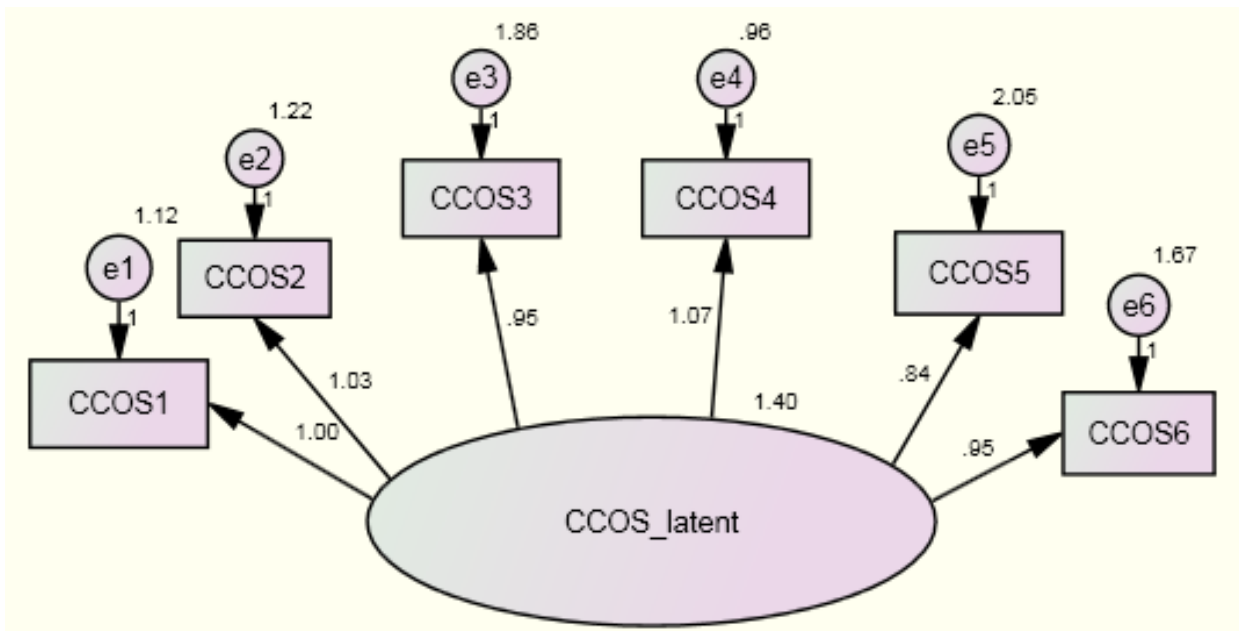 1.86
.96
e3
e4
1
1
1.22
2.05
e2
e5
1
1
CCOS3
CCOS4
1.12
1.67
e1
e6
1
1
CCOS2
CCOS5
CCOS1
CCOS6
1.00
1.03
.95
1.07
1.40
.84
.95
CCOS_latent